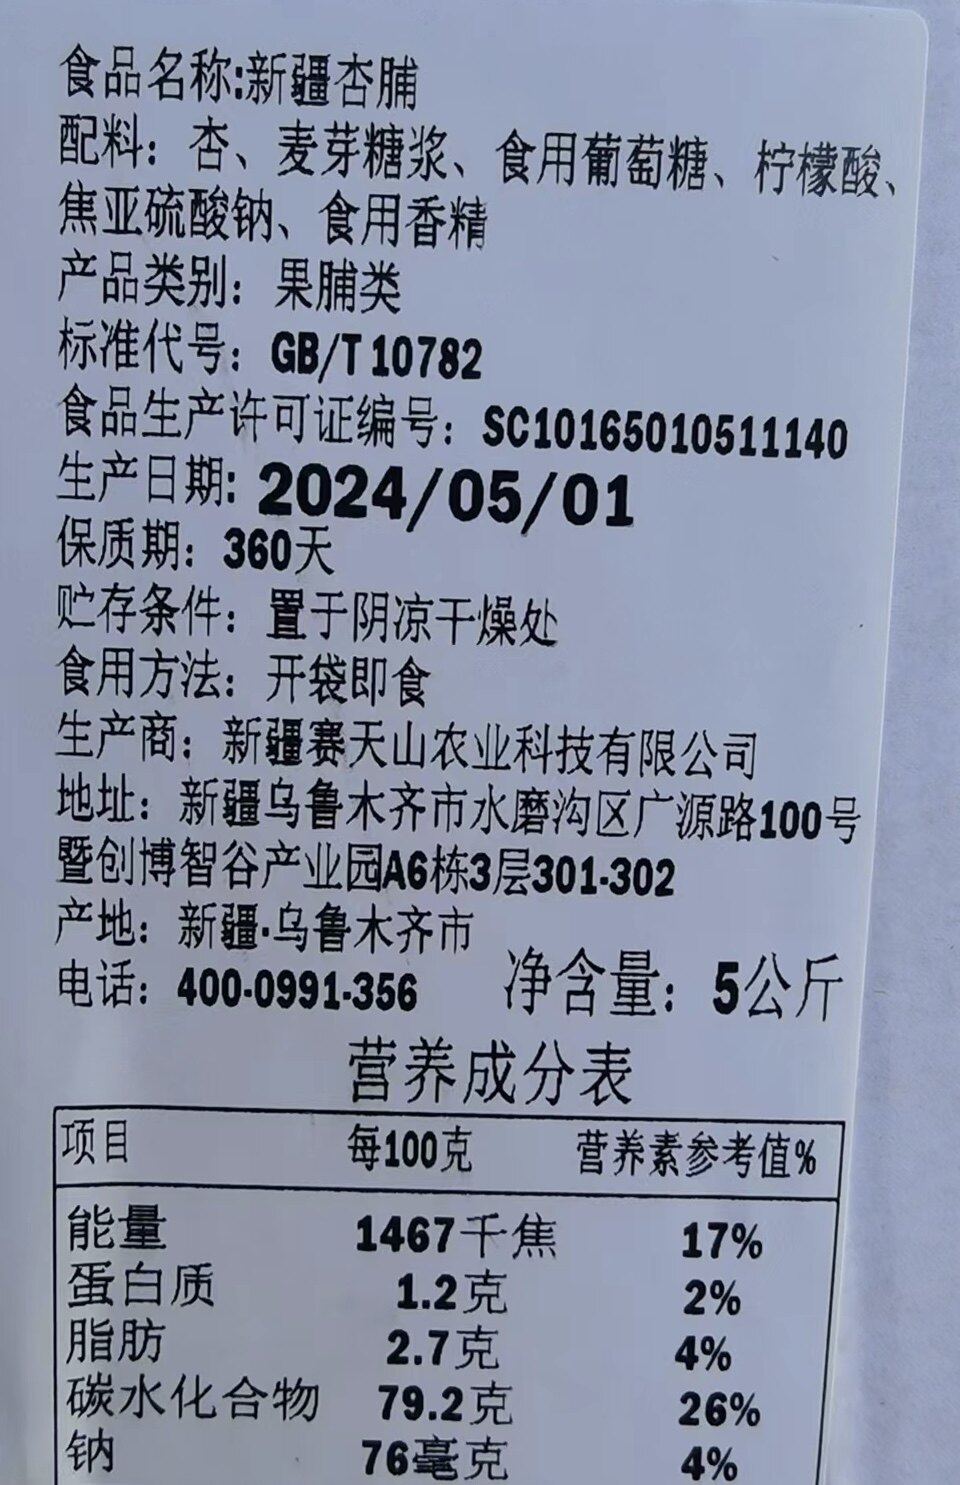 食品名称:新疆杏脯
配料：杏、麦芽糖浆、食用葡萄糖、柠檬酸、
焦亚硫酸钠、食用香精
产品类别：果脯类
标准代号：GB/T 10782
食品生产许可证编号：SC10165010511140
生产日期：2024/05/01
保质期：360天
贮存条件：置于阴凉干燥处
食用方法：开袋即食
生产商：新疆赛天山农业科技有限公司
地址：新疆乌鲁木齐市水磨沟区广源路100号
暨创博智谷产业园A6栋3层301-302
产地：新疆·乌鲁木齐市
电话：400-0991-356 净含量：5公斤
营养成分表
项目 每100克 营养素参考值%
能量 1467千焦 17%
蛋白质 1.2克 2%
脂肪 2.7克 4%
碳水化合物 79.2克 26%
钠 76毫克 4%